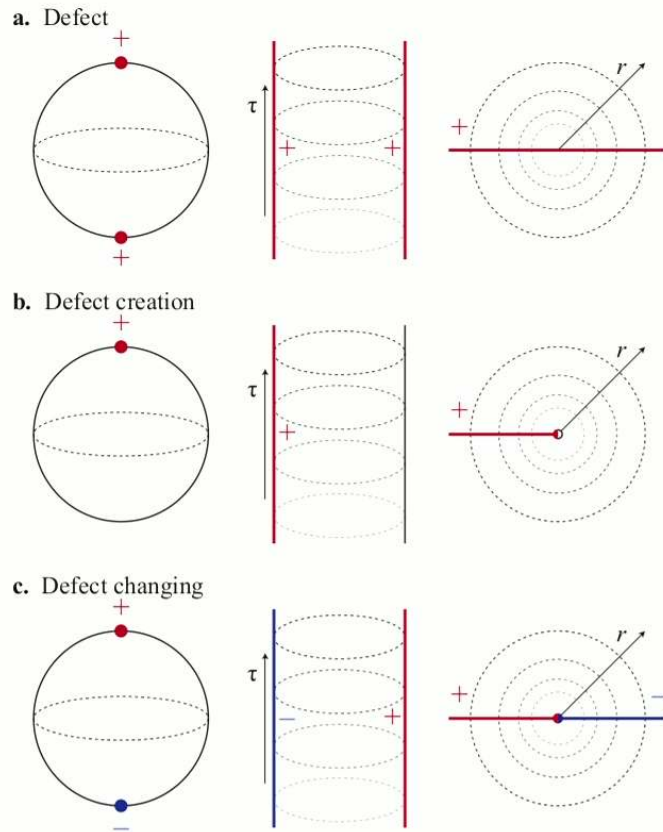 a. Defect
+
+
τ
+ +
+
r
b. Defect creation
+
τ
+
+
r
c. Defect changing
+
−
τ
− +
+
r
−